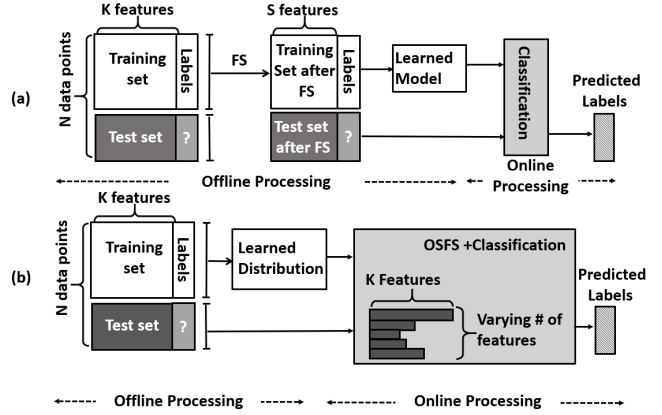 (a)
K features
N data points
Training
set
Labels
Test set
?
FS
S features
Training
Set after
FS
Labels
Test set
after FS
?
Learned
Model
Classification
Predicted
Labels
Offline Processing
Online
Processing
(b)
K features
N data points
Training
set
Labels
Test set
?
Learned
Distribution
OSFS +Classification
K Features
Varying # of
features
Predicted
Labels
Offline Processing
Online Processing